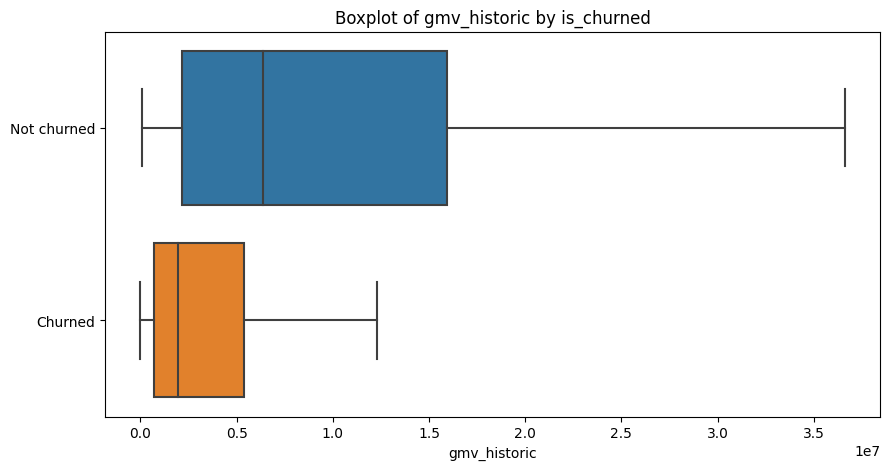 Boxplot of gmv_historic by is_churned
Not churned
Churned
0.0 0.5 1.0 1.5 2.0 2.5 3.0 3.5
1e7
gmv_historic